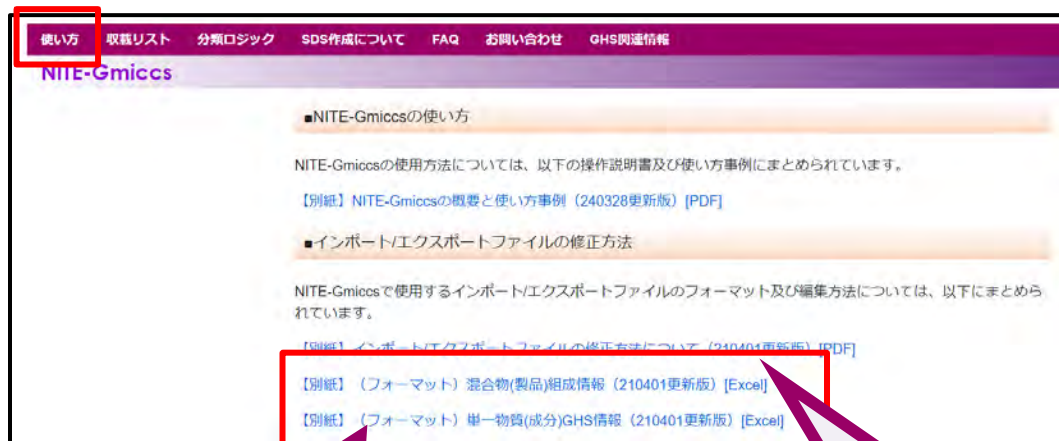 使い方 収載リスト 分類ロジック SDS作成について FAQ お問い合わせ GHS関連情報
NITE-Gmiccs
■NITE-Gmiccsの使い方
NITE-Gmiccsの使用方法については、以下の操作説明書及び使い方事例にまとめられています。
【別紙】NITE-Gmiccsの概要と使い方事例（240328更新版）[PDF]
■インポート/エクスポートファイルの修正方法
NITE-Gmiccsで使用するインポート/エクスポートファイルのフォーマット及び編集方法については、以下にまとめら
れています。
【別紙】インポート/エクスポートファイルの修正方法について（210401更新版）[PDF]
【別紙】（フォーマット）混合物(製品)組成情報（210401更新版）[Excel]
【別紙】（フォーマット）単一物質(成分)GHS情報（210401更新版）[Excel]